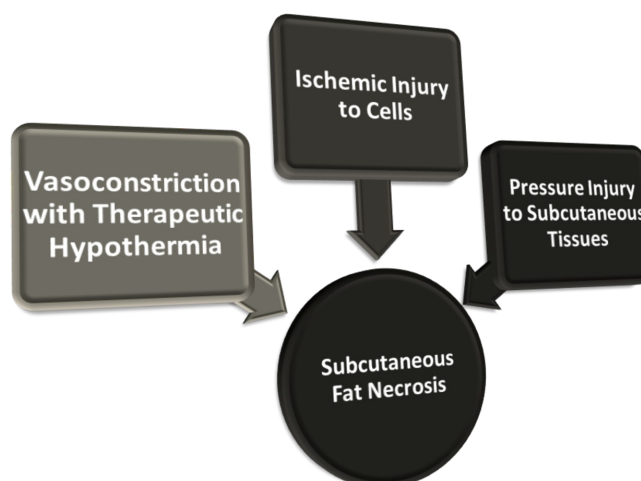 Ischemic Injury
to Cells
Vasoconstriction
with Therapeutic
Hypothermia
Pressure Injury
to Subcutaneous
Tissues
Subcutaneous
Fat Necrosis